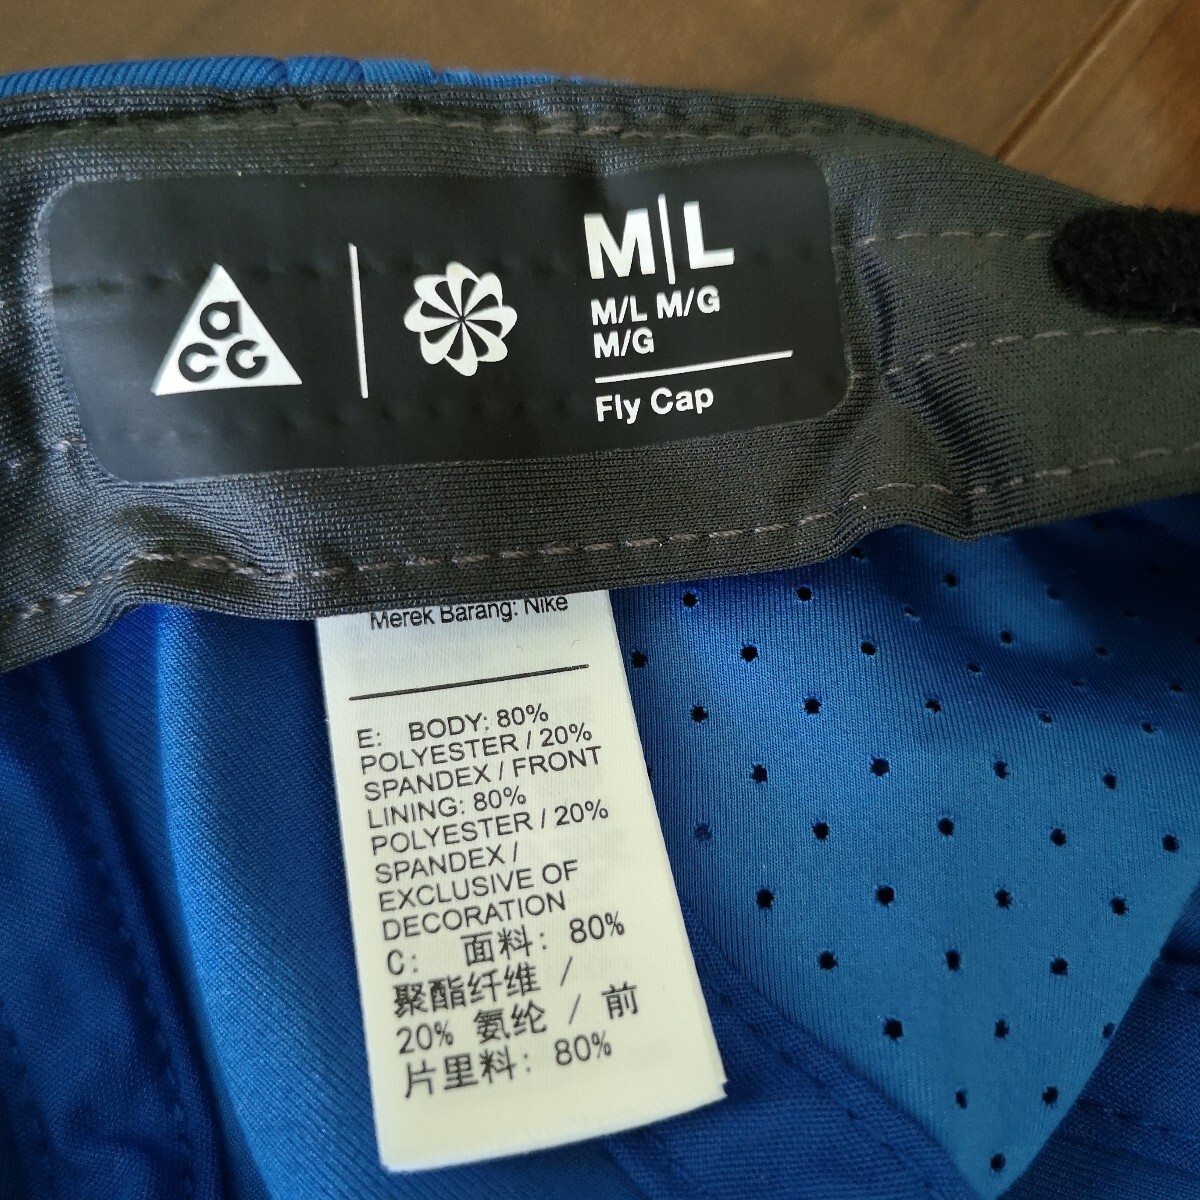 a
CG
M|L
M/L M/G
M/G
Fly Cap
Merek Barang: Nike
E: BODY: 80%
POLYESTER / 20%
SPANDEX / FRONT
LINING: 80%
POLYESTER / 20%
SPANDEX /
EXCLUSIVE OF
DECORATION
C: 面料: 80%
聚酯纤维 /
20% 氨纶 / 前
片里料: 80%